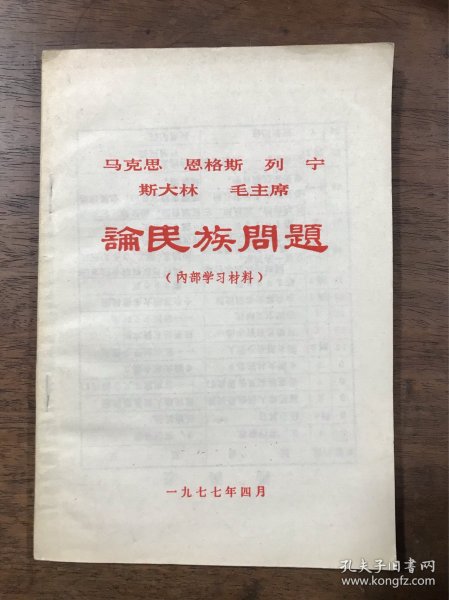 马克思 恩格斯 列宁
斯大林 毛主席
論民族問題
（内部学习材料）
一九七七年四月
孔夫子旧书网
www.kongfz.com